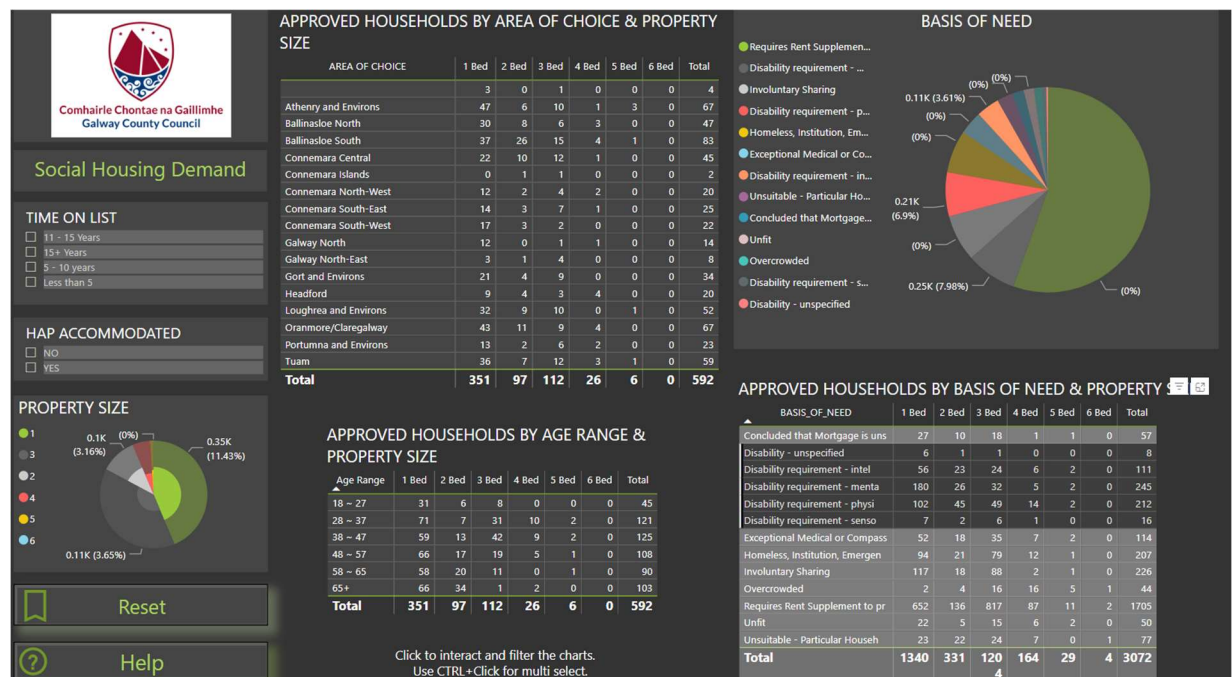 Comhairle Chontae na Gaillimhe
Galway County Council
Social Housing Demand
TIME ON LIST
11 - 15 Years
15+ Years
5 - 10 years
Less than 5
HAP ACCOMMODATED
NO
YES
PROPERTY SIZE
1
3
2
4
5
6
0.1K (3.16%)
(0%)
0.35K (11.43%)
0.11K (3.65%)
Reset
Help
APPROVED HOUSEHOLDS BY AREA OF CHOICE & PROPERTY
SIZE
AREA OF CHOICE 1 Bed 2 Bed 3 Bed 4 Bed 5 Bed 6 Bed Total
3 0 1 0 0 0 4
Athenry and Environs 47 6 10 1 3 0 67
Ballinasloe North 30 8 6 3 0 0 47
Ballinasloe South 37 26 15 4 1 0 83
Connemara Central 22 10 12 1 0 0 45
Connemara Islands 0 1 1 0 0 0 2
Connemara North-West 12 2 4 2 0 0 20
Connemara South-East 14 3 7 1 0 0 25
Connemara South-West 17 3 2 0 0 0 22
Galway North 12 0 1 1 0 0 14
Galway North-East 3 1 4 0 0 0 8
Gort and Environs 21 4 9 0 0 0 34
Headford 9 4 3 4 0 0 20
Loughrea and Environs 32 9 10 0 1 0 52
Oranmore/Claregalway 43 11 9 4 0 0 67
Portumna and Environs 13 2 6 2 0 0 23
Tuam 36 7 12 3 1 0 59
Total 351 97 112 26 6 0 592
APPROVED HOUSEHOLDS BY AGE RANGE &
PROPERTY SIZE
Age Range 1 Bed 2 Bed 3 Bed 4 Bed 5 Bed 6 Bed Total
18 ~ 27 31 6 8 0 0 0 45
28 ~ 37 71 7 31 10 2 0 121
38 ~ 47 59 13 42 9 2 0 125
48 ~ 57 66 17 19 5 1 0 108
58 ~ 65 58 20 11 0 1 0 90
65+ 66 34 1 2 0 0 103
Total 351 97 112 26 6 0 592
Click to interact and filter the charts.
Use CTRL+Click for multi select.
BASIS OF NEED
Requires Rent Supplemen...
Disability requirement - ...
Involuntary Sharing
Disability requirement - p...
Homeless, Institution, Em...
Exceptional Medical or Co...
Disability requirement - in...
Unsuitable - Particular Ho...
Concluded that Mortgage...
Unfit
Overcrowded
Disability requirement - s...
Disability - unspecified
(0%)
(0%)
0.11K (3.61%)
(0%)
(0%)
0.21K
(6.9%)
(0%)
0.25K (7.98%)
(0%)
APPROVED HOUSEHOLDS BY BASIS OF NEED & PROPERTY S
BASIS_OF_NEED 1 Bed 2 Bed 3 Bed 4 Bed 5 Bed 6 Bed Total
Concluded that Mortgage is uns 27 10 18 1 1 0 57
Disability - unspecified 6 1 1 0 0 0 8
Disability requirement - intel 56 23 24 6 2 0 111
Disability requirement - menta 180 26 32 5 2 0 245
Disability requirement - physi 102 45 49 14 2 0 212
Disability requirement - senso 7 2 6 1 0 0 16
Exceptional Medical or Compass 52 18 35 7 2 0 114
Homeless, Institution, Emergen 94 21 79 12 1 0 207
Involuntary Sharing 117 18 88 2 1 0 226
Overcrowded 2 4 16 16 5 1 44
Requires Rent Supplement to pr 652 136 817 87 11 2 1705
Unfit 22 5 15 6 2 0 50
Unsuitable - Particular Househ 23 22 24 7 0 1 77
Total 1340 331 120 164 29 4 3072
4